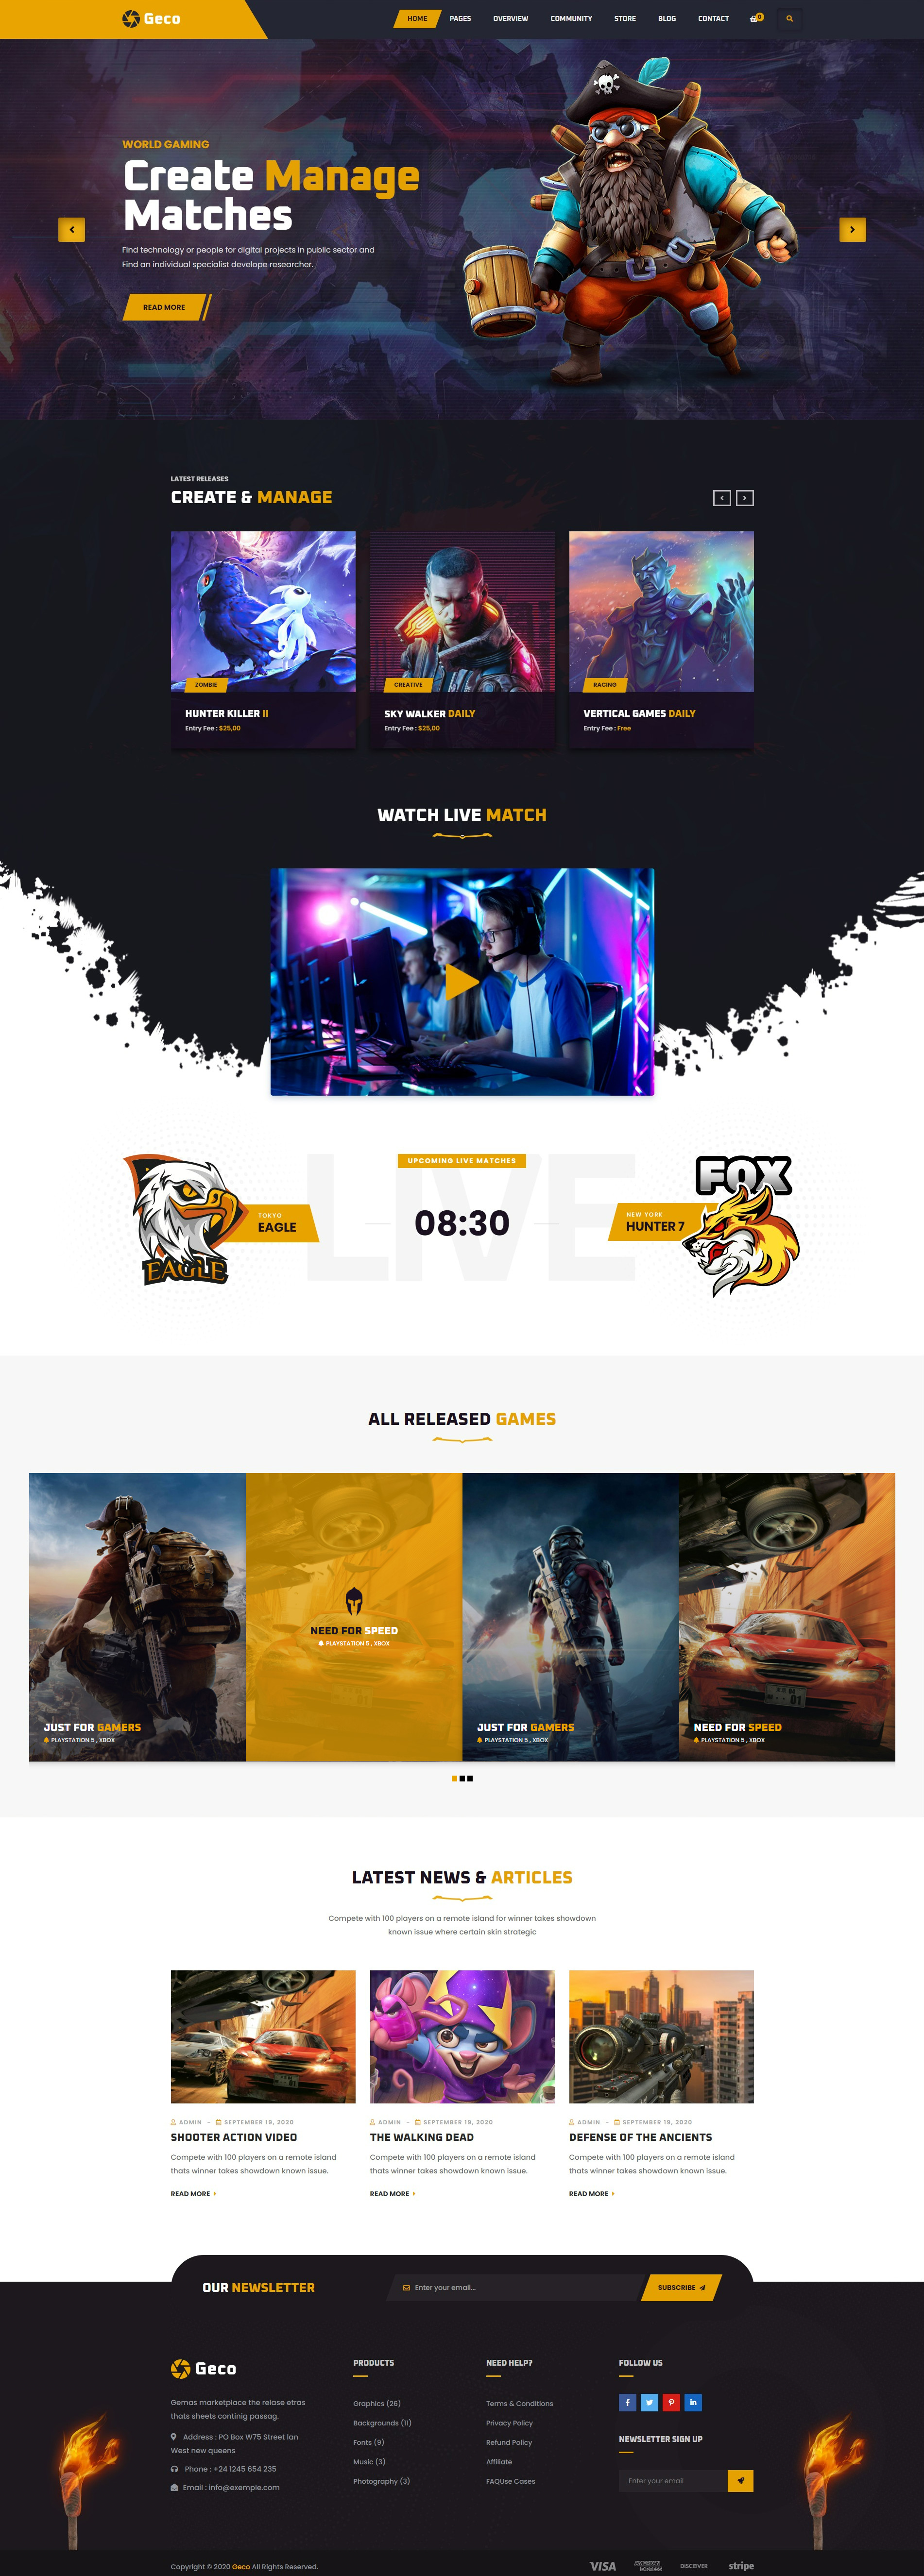 Geco
HOME PAGES OVERVIEW COMMUNITY STORE BLOG CONTACT 0
WORLD GAMING
Create Manage
Matches
Find technology or people for digital projects in public sector and
Find an individual specialist develope researcher.
READ MORE
LATEST RELEASES
CREATE & MANAGE
ZOMBIE
HUNTER KILLER II
Entry Fee : $25,00
CREATIVE
SKY WALKER DAILY
Entry Fee : $25,00
RACING
VERTICAL GAMES DAILY
Entry Fee : Free
WATCH LIVE MATCH
LIVE
UPCOMING LIVE MATCHES
EAGLE
TOKYO
EAGLE
08:30
NEW YORK
HUNTER 7
FOX
ALL RELEASED GAMES
JUST FOR GAMERS
PLAYSTATION 5 , XBOX
NEED FOR SPEED
PLAYSTATION 5 , XBOX
JUST FOR GAMERS
PLAYSTATION 5 , XBOX
NEED FOR SPEED
PLAYSTATION 5 , XBOX
LATEST NEWS & ARTICLES
Compete with 100 players on a remote island for winner takes showdown
known issue where certain skin strategic
ADMIN - SEPTEMBER 19, 2020
SHOOTER ACTION VIDEO
Compete with 100 players on a remote island
thats winner takes showdown known issue.
READ MORE
ADMIN - SEPTEMBER 19, 2020
THE WALKING DEAD
Compete with 100 players on a remote island
thats winner takes showdown known issue.
READ MORE
ADMIN - SEPTEMBER 19, 2020
DEFENSE OF THE ANCIENTS
Compete with 100 players on a remote island
thats winner takes showdown known issue.
READ MORE
OUR NEWSLETTER
Enter your email...
SUBSCRIBE
Geco
Gemas marketplace the relase etras
thats sheets continig passag.
Address : PO Box W75 Street lan
West new queens
Phone : +24 1245 654 235
Email : info@exemple.com
PRODUCTS
Graphics (26)
Backgrounds (11)
Fonts (9)
Music (3)
Photography (3)
NEED HELP?
Terms & Conditions
Privacy Policy
Refund Policy
Affiliate
FAQUse Cases
FOLLOW US
NEWSLETTER SIGN UP
Enter your email
Copyright © 2020 Geco All Rights Reserved.
VISA
AMERICAN
EXPRESS
DISCOVER
stripe